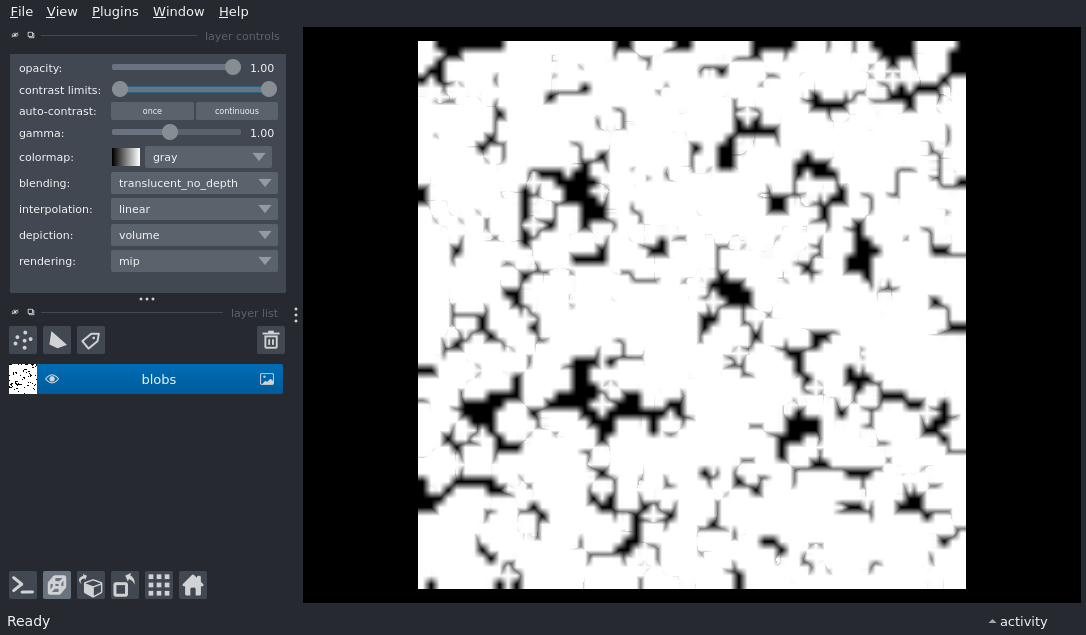 File View Plugins Window Help
layer controls
opacity: 1.00
contrast limits:
auto-contrast: once continuous
gamma: 1.00
colormap: gray
blending: translucent_no_depth
interpolation: linear
depiction: volume
rendering: mip
layer list
blobs
Ready activity